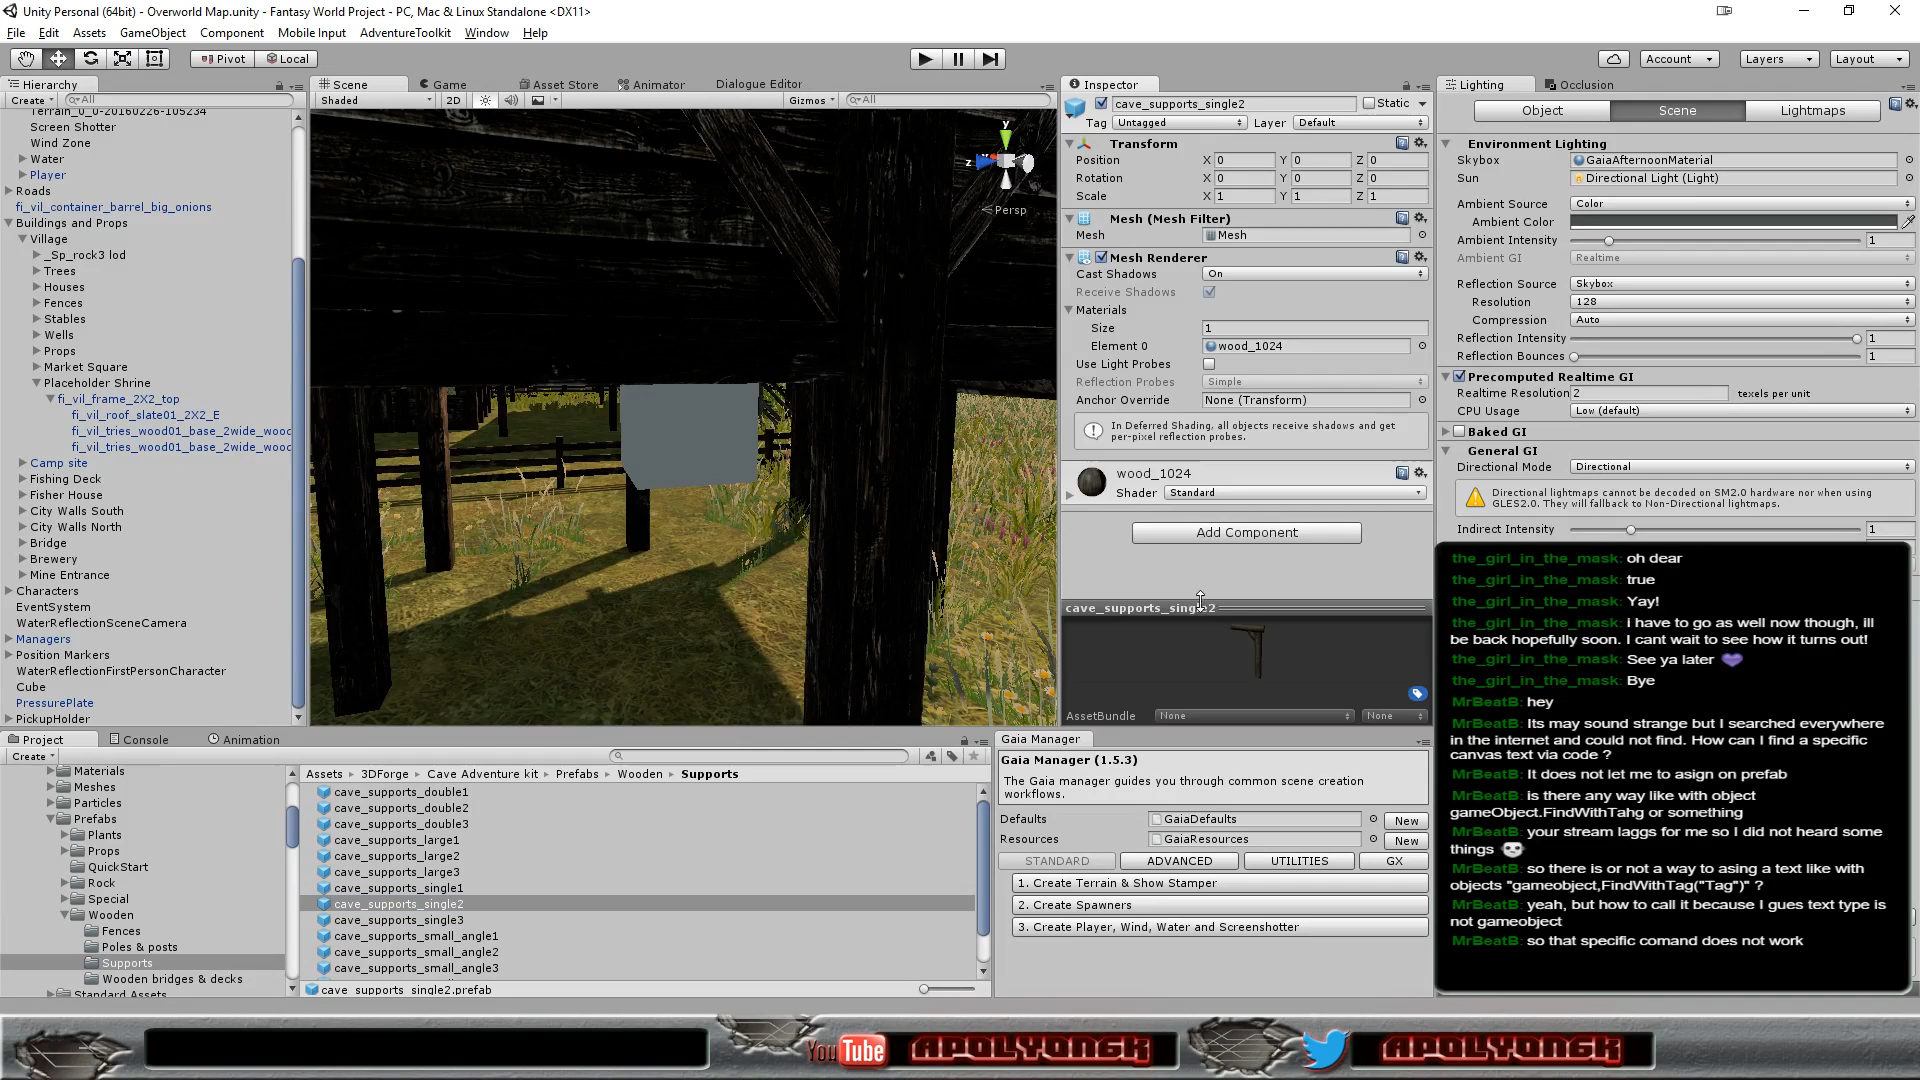 Unity Personal (64bit) - Overworld Map.unity - Fantasy World Project - PC, Mac & Linux Standalone <DX11>
File Edit Assets GameObject Component Mobile Input AdventureToolkit Window Help
Pivot Local Account Layers Layout
Hierarchy
Create All
Terrain_0_0-20160226-105234
Screen Shotter
Wind Zone
Water
Player
Roads
fi_vil_container_barrel_big_onions
Buildings and Props
Village
_Sp_rock3 lod
Trees
Houses
Fences
Stables
Wells
Props
Market Square
Placeholder Shrine
fi_vil_frame_2X2_top
fi_vil_roof_slate01_2X2_E
fi_vil_tries_wood01_base_2wide_wood
fi_vil_tries_wood01_base_2wide_wood
Camp site
Fishing Deck
Fisher House
City Walls South
City Walls North
Bridge
Brewery
Mine Entrance
Characters
EventSystem
WaterReflectionSceneCamera
Managers
Position Markers
WaterReflectionFirstPersonCharacter
Cube
PressurePlate
PickupHolder
Scene Game Asset Store Animator Dialogue Editor
Shaded 2D Gizmos All
y
z
Persp
Inspector
cave_supports_single2 Static
Tag Untagged Layer Default
Transform
Position X 0 Y 0 Z 0
Rotation X 0 Y 0 Z 0
Scale X 1 Y 1 Z 1
Mesh (Mesh Filter)
Mesh Mesh
Mesh Renderer
Cast Shadows On
Receive Shadows
Materials
Size 1
Element 0 wood_1024
Use Light Probes
Reflection Probes Simple
Anchor Override None (Transform)
In Deferred Shading, all objects receive shadows and get
per-pixel reflection probes.
wood_1024
Shader Standard
Add Component
cave_supports_single2
AssetBundle None None
Lighting Occlusion
Object Scene Lightmaps
Environment Lighting
Skybox GaiaAfternoonMaterial
Sun Directional Light (Light)
Ambient Source Color
Ambient Color
Ambient Intensity 1
Ambient GI Realtime
Reflection Source Skybox
Resolution 128
Compression Auto
Reflection Intensity 1
Reflection Bounces 1
Precomputed Realtime GI
Realtime Resolution 2 texels per unit
CPU Usage Low (default)
Baked GI
General GI
Directional Mode Directional
Directional lightmaps cannot be decoded on SM2.0 hardware nor when using
GLES2.0. They will fallback to Non-Directional lightmaps.
Indirect Intensity 1
the_girl_in_the_mask: oh dear
the_girl_in_the_mask: true
the_girl_in_the_mask: Yay!
the_girl_in_the_mask: i have to go as well now though, ill
be back hopefully soon. I cant wait to see how it turns out!
the_girl_in_the_mask: See ya later
the_girl_in_the_mask: Bye
MrBeatB: hey
MrBeatB: Its may sound strange but I searched everywhere
in the internet and could not find. How can I find a specific
canvas text via code ?
MrBeatB: It does not let me to asign on prefab
MrBeatB: is there any way like with object
gameObject.FindWithTahg or something
MrBeatB: your stream laggs for me so I did not heard some
things
MrBeatB: so there is or not a way to asing a text like with
objects "gameobject,FindWithTag("Tag")" ?
MrBeatB: yeah, but how to call it because I gues text type is
not gameobject
MrBeatB: so that specific comand does not work
Project Console Animation
Create
Materials
Meshes
Particles
Prefabs
Plants
Props
QuickStart
Rock
Special
Wooden
Fences
Poles & posts
Supports
Wooden bridges & decks
Standard Assets
Assets 3DForge Cave Adventure kit Prefabs Wooden Supports
cave_supports_double1
cave_supports_double2
cave_supports_double3
cave_supports_large1
cave_supports_large2
cave_supports_large3
cave_supports_single1
cave_supports_single2
cave_supports_single3
cave_supports_small_angle1
cave_supports_small_angle2
cave_supports_small_angle3
cave_supports_single2.prefab
Gaia Manager
Gaia Manager (1.5.3)
The Gaia manager guides you through common scene creation
workflows.
Defaults GaiaDefaults New
Resources GaiaResources New
STANDARD ADVANCED UTILITIES GX
1. Create Terrain & Show Stamper
2. Create Spawners
3. Create Player, Wind, Water and Screenshotter
YouTube APOLYONGK APOLYONGK